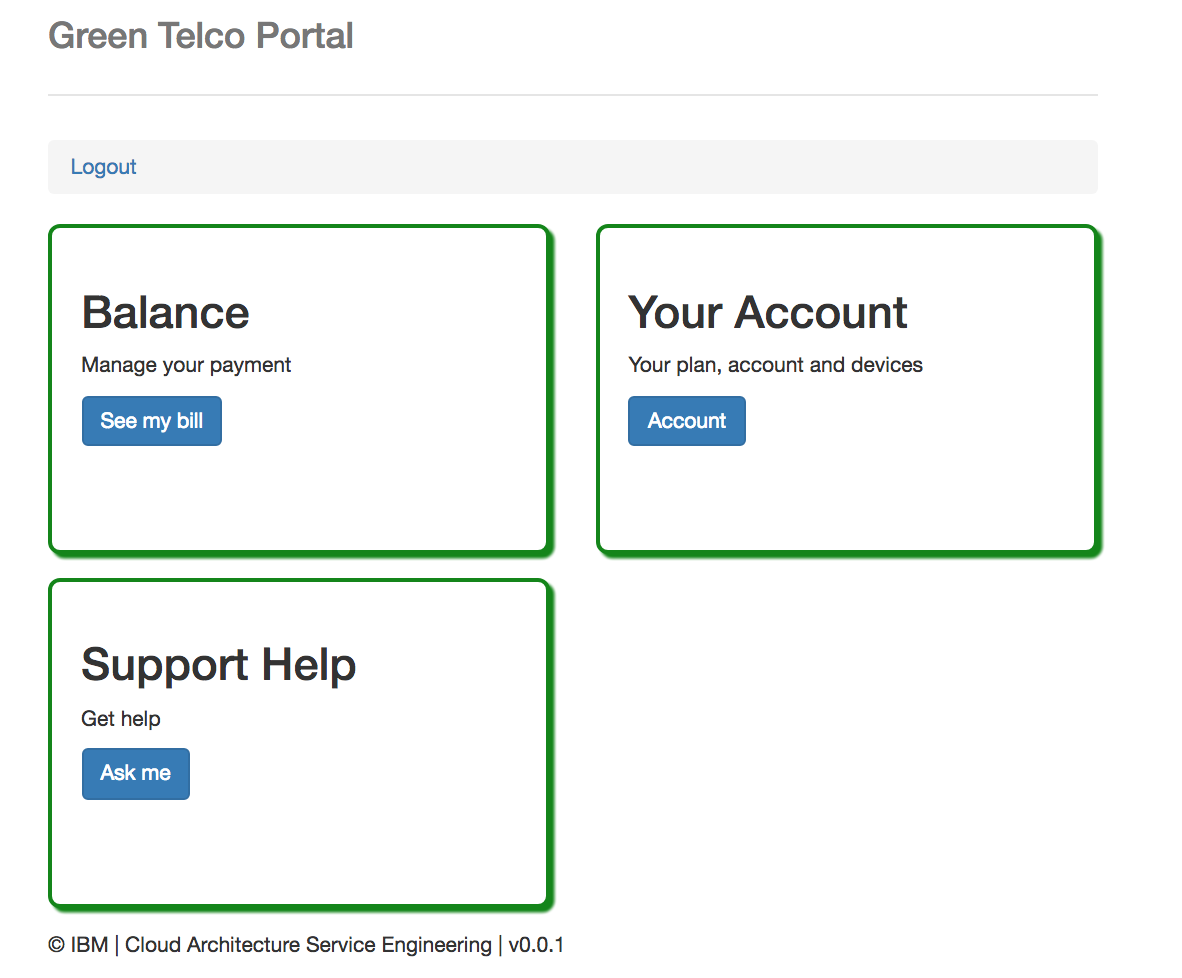 Green Telco Portal
Logout
Balance
Manage your payment
See my bill
Your Account
Your plan, account and devices
Account
Support Help
Get help
Ask me
© IBM | Cloud Architecture Service Engineering | v0.0.1